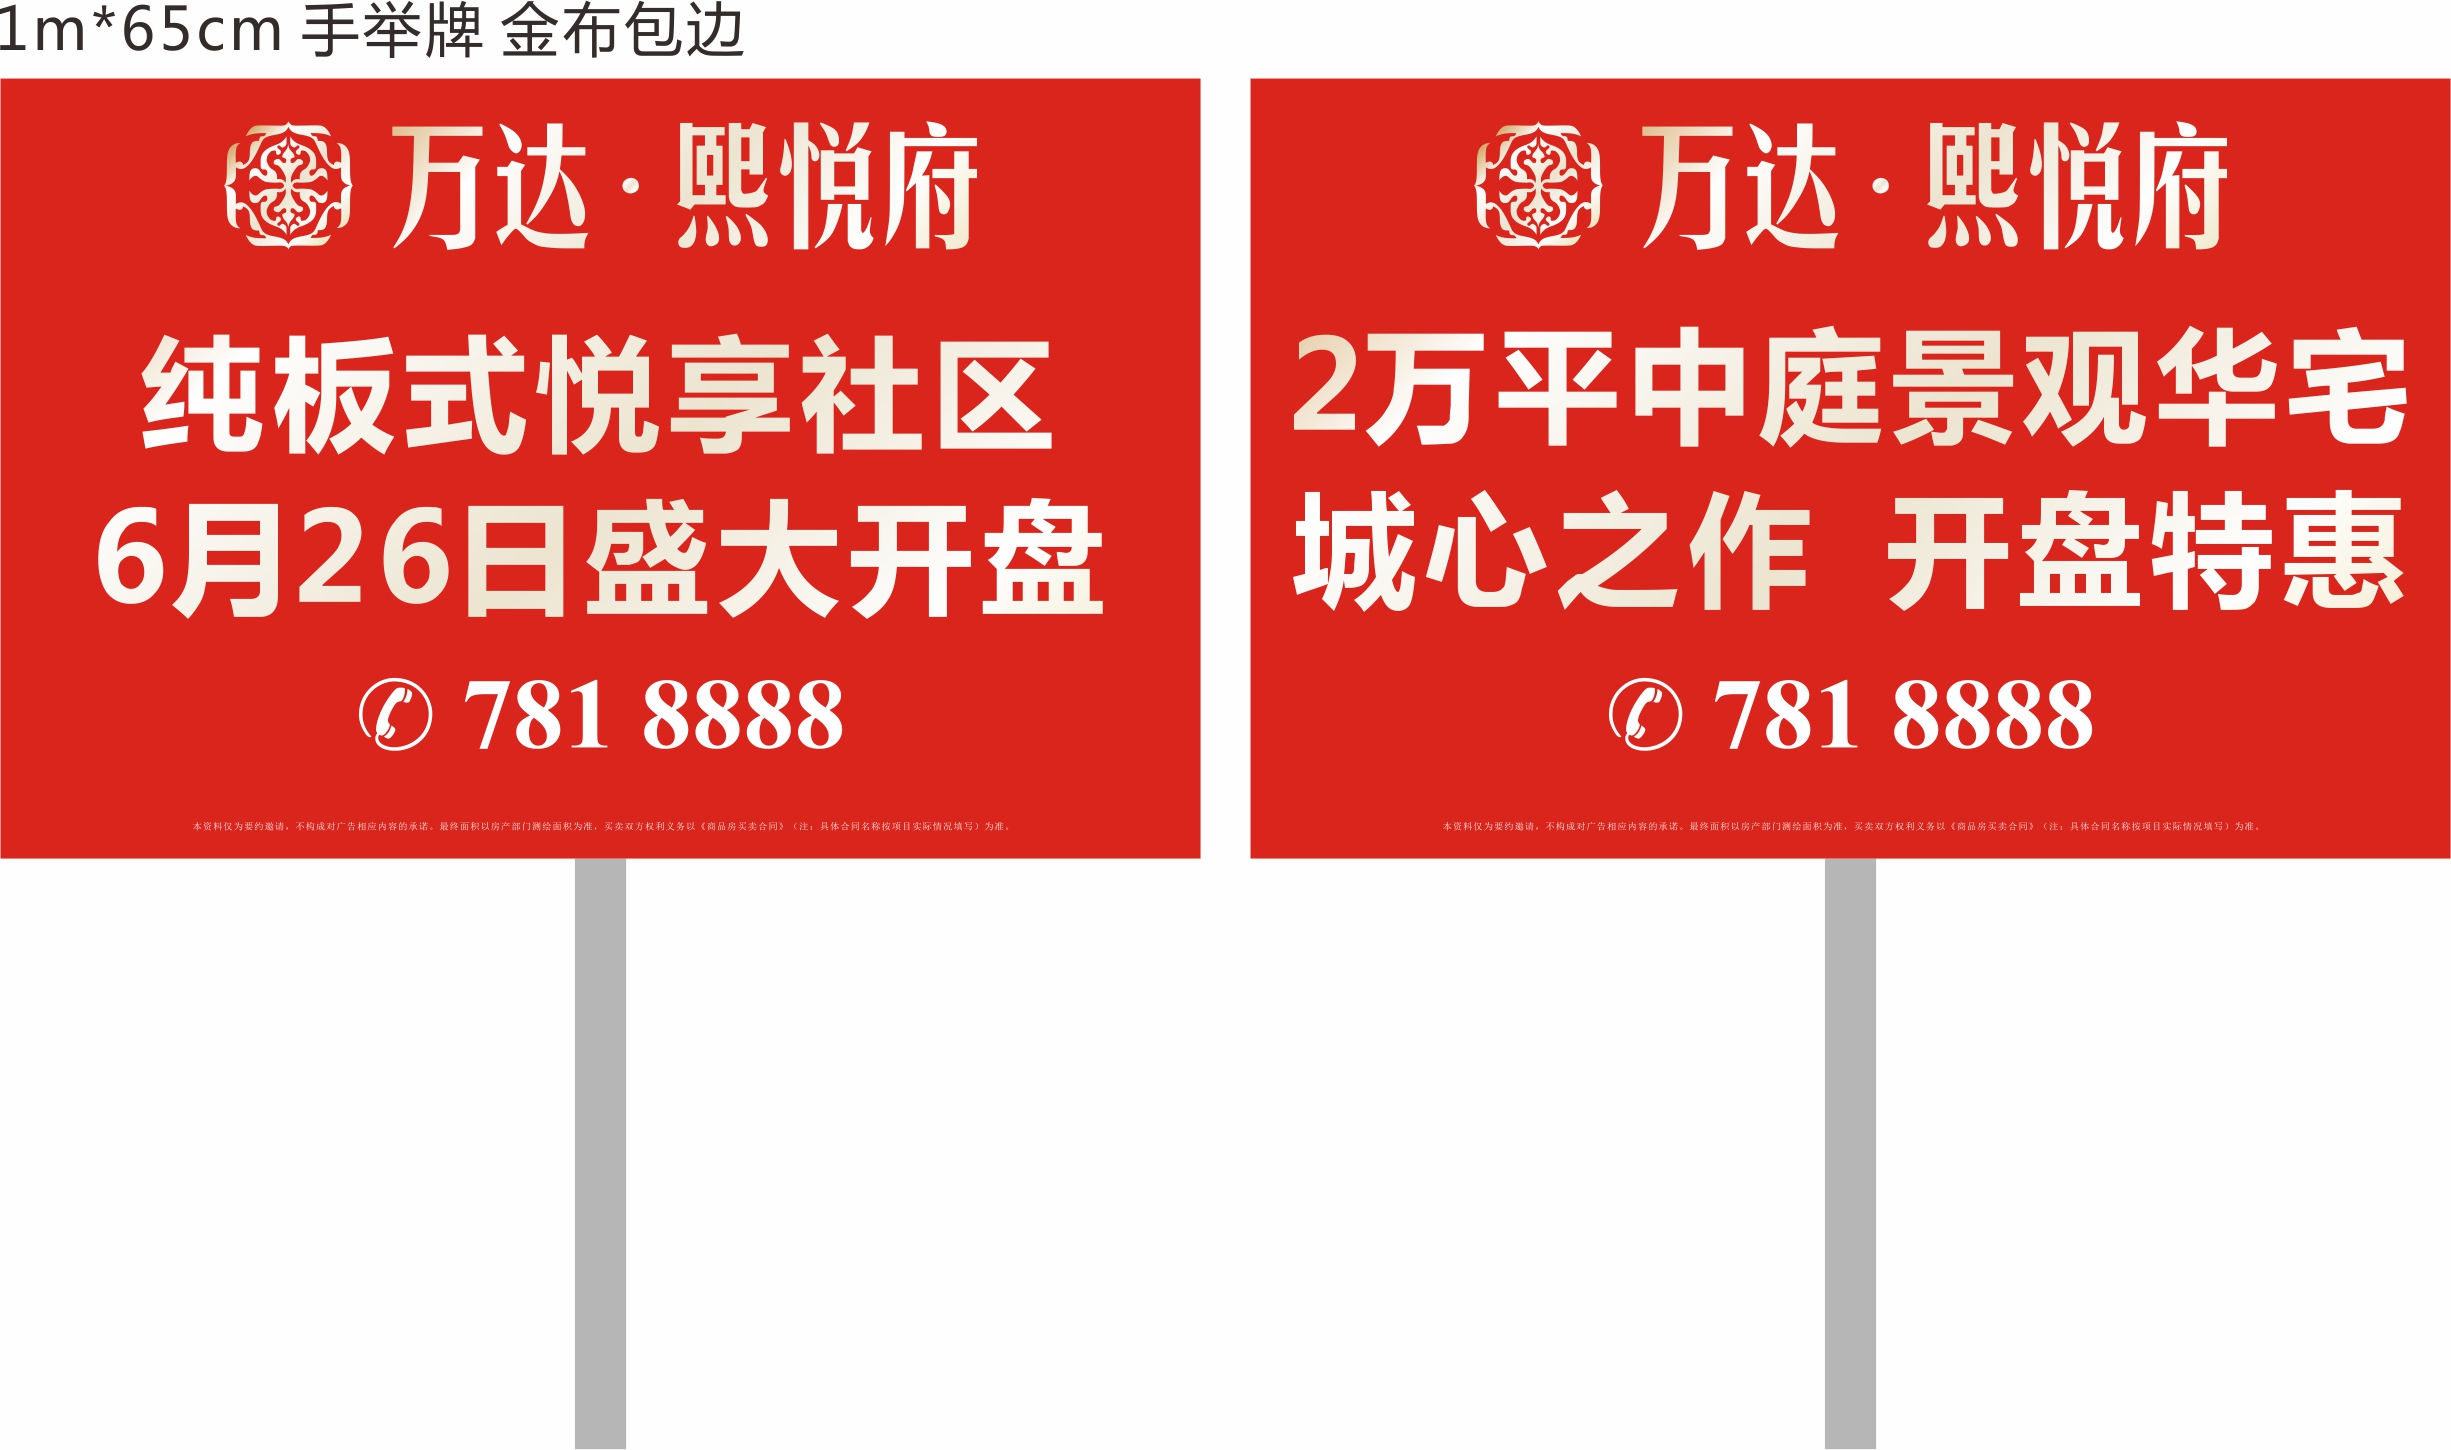 1m*65cm 手举牌 金布包边
万达·熙悦府
纯板式悦享社区
6月26日盛大开盘
✆ 781 8888
本资料仅为要约邀请，不构成对广告相应内容的承诺。最终面积以房产部门测绘面积为准，买卖双方权利义务以《商品房买卖合同》（注：具体合同名称按项目实际情况填写）为准。
万达·熙悦府
2万平中庭景观华宅
城心之作 开盘特惠
✆ 781 8888
本资料仅为要约邀请，不构成对广告相应内容的承诺。最终面积以房产部门测绘面积为准，买卖双方权利义务以《商品房买卖合同》（注：具体合同名称按项目实际情况填写）为准。